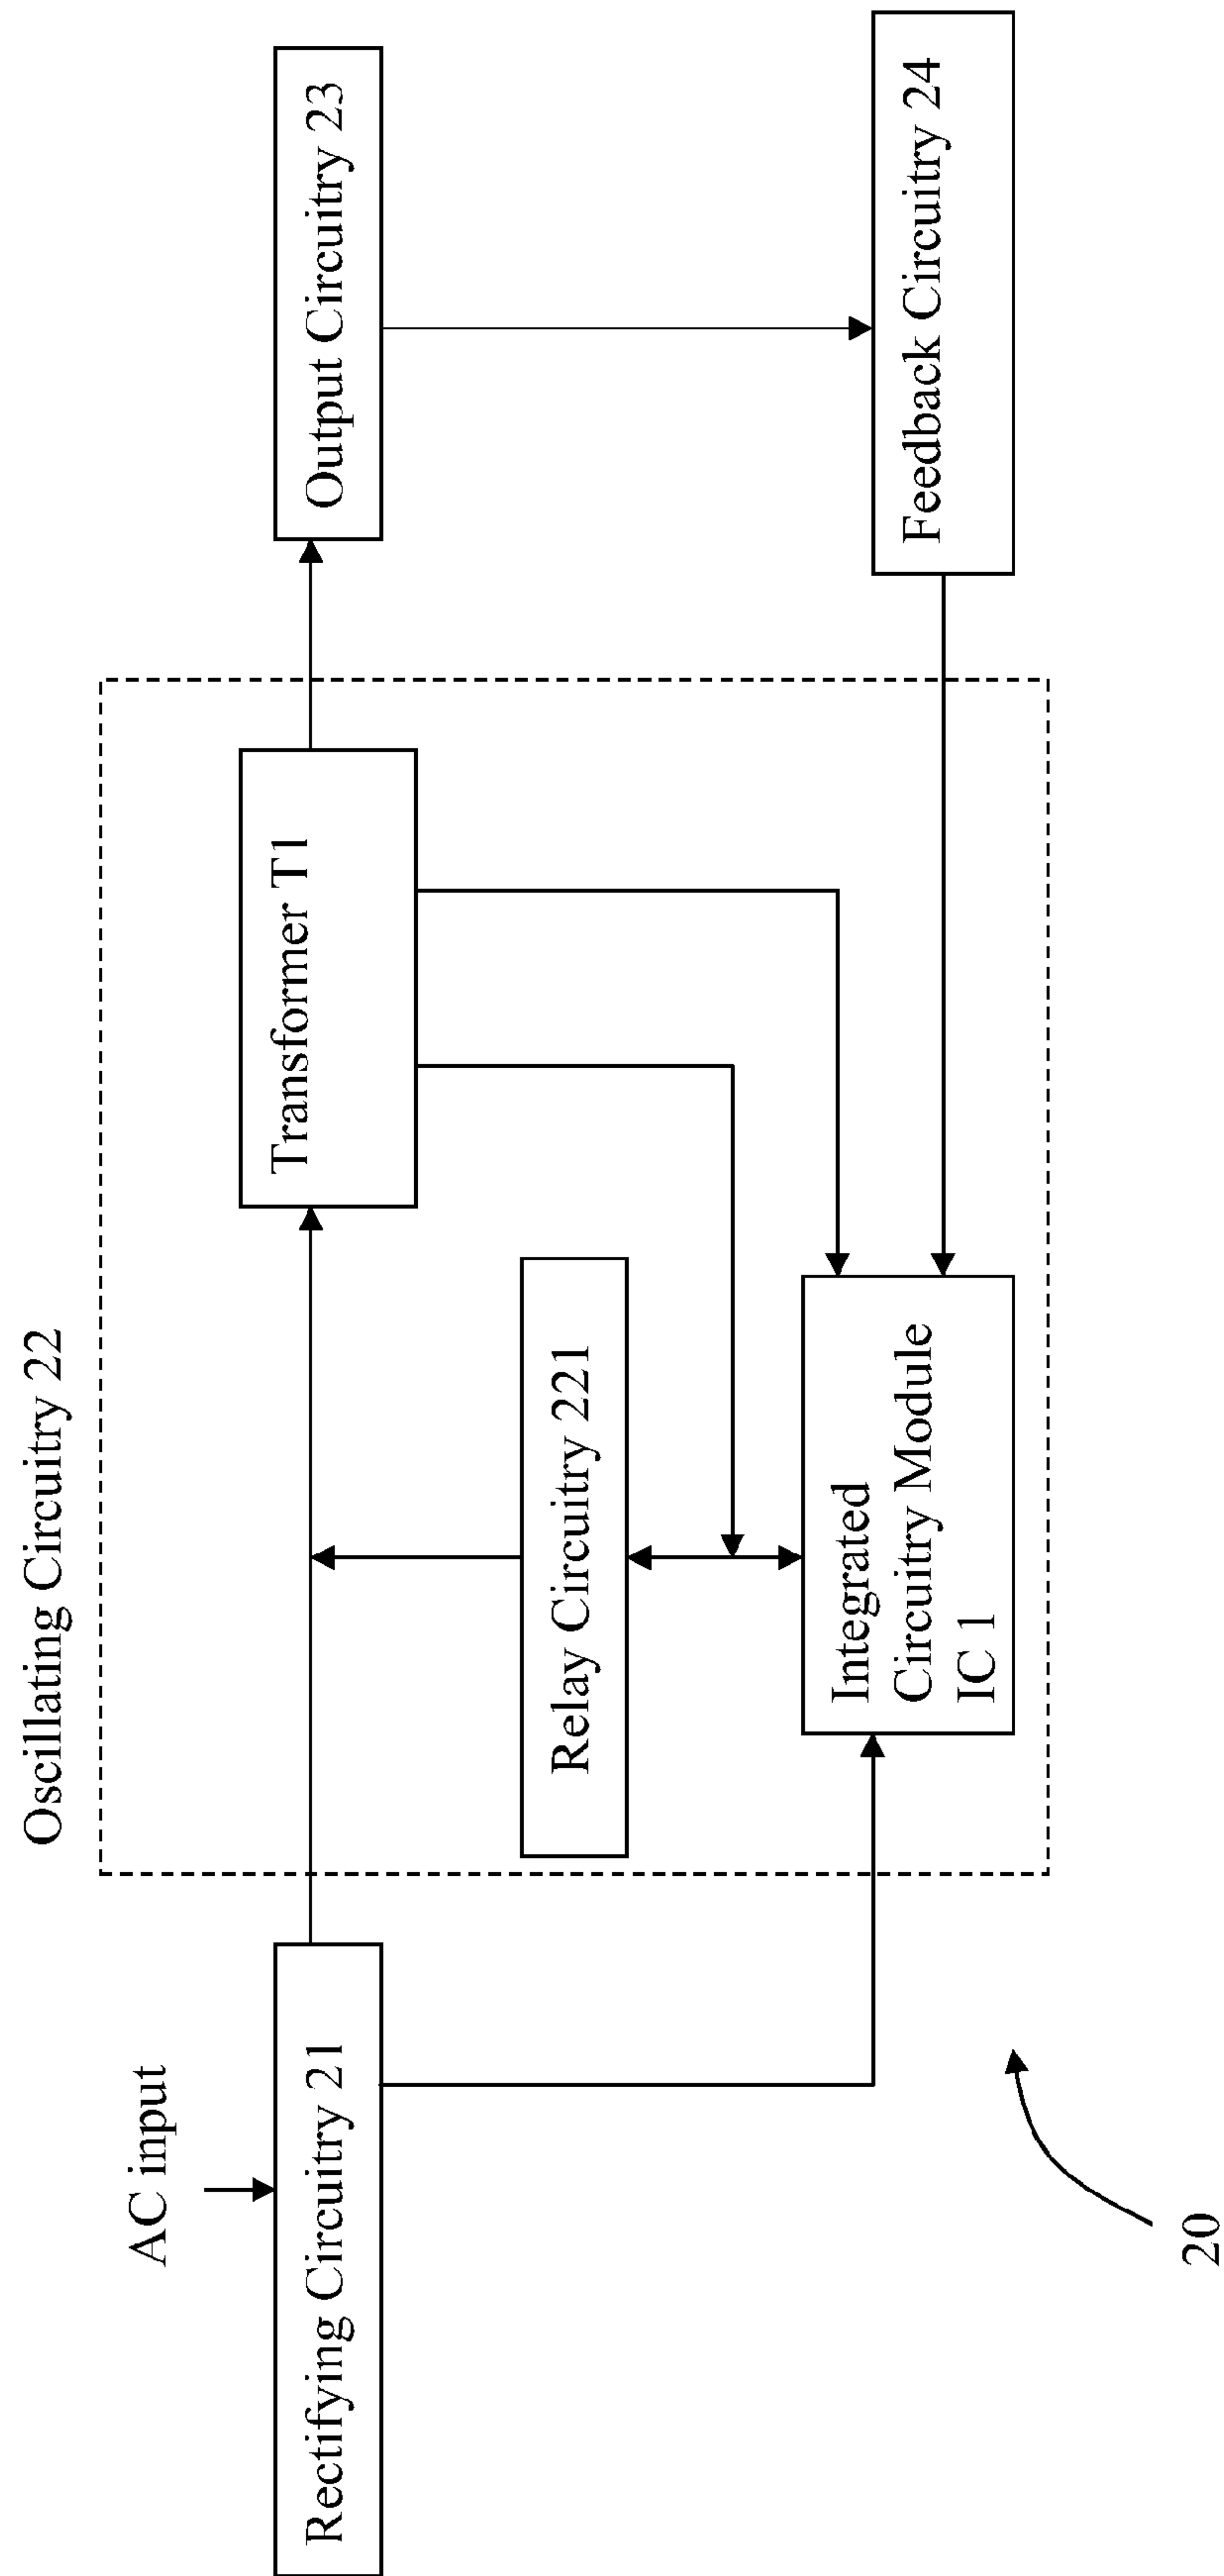 Oscillating Circuitry 22
AC input
Rectifying Circuitry 21
Transformer T1
Output Circuitry 23
Relay Circuitry 221
Integrated
Circuitry Module
IC 1
Feedback Circuitry 24
20